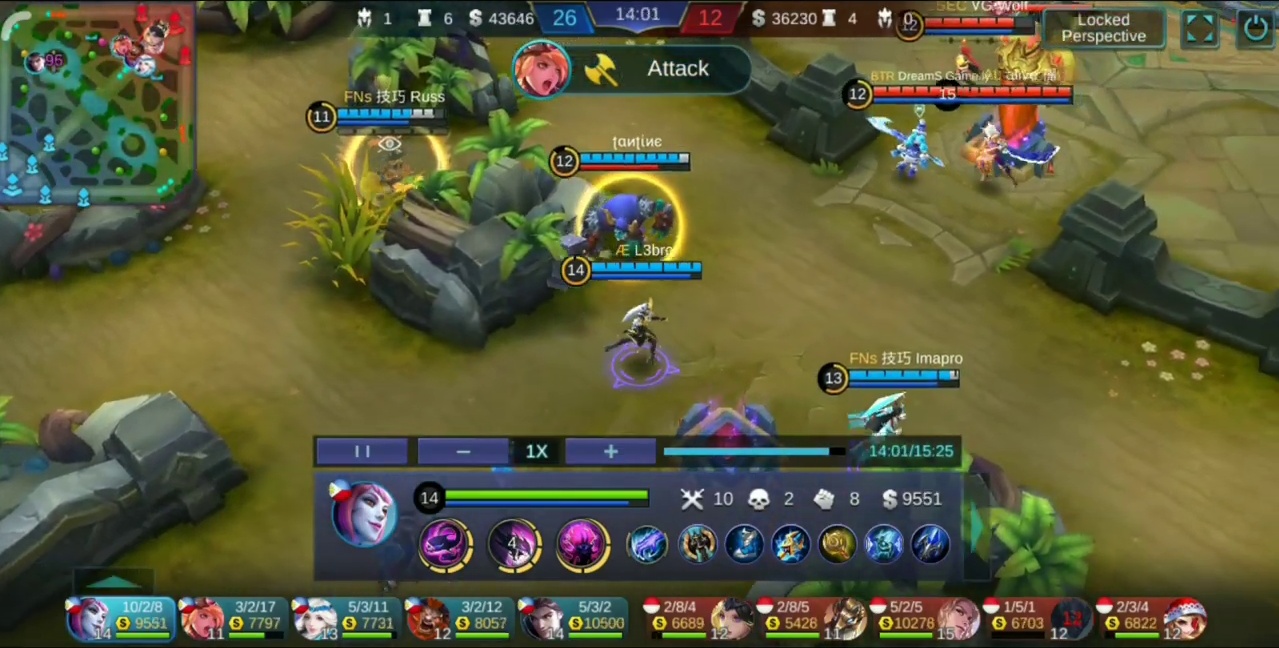 1 6 $ 43646 26 14:01 12 $ 36230 4 0
SEC VG Wolf
12
Locked
Perspective
Attack
96
FNs 技巧 Russ
11
ţαиţιиє
12
BTR DreamS Game.ly
12 15
Æ L3bro
14
FNs 技巧 Imapro
13
1X 14:01/15:25
14 10 2 8 $ 9551
4
10/2/8 3/2/17 5/3/11 3/2/12 5/3/2 2/8/4 2/8/5 5/2/5 1/5/1 2/3/4
9551 7797 7731 8057 10500 6689 5428 10278 6703 6822
14 11 13 12 14 12 11 15 12 12